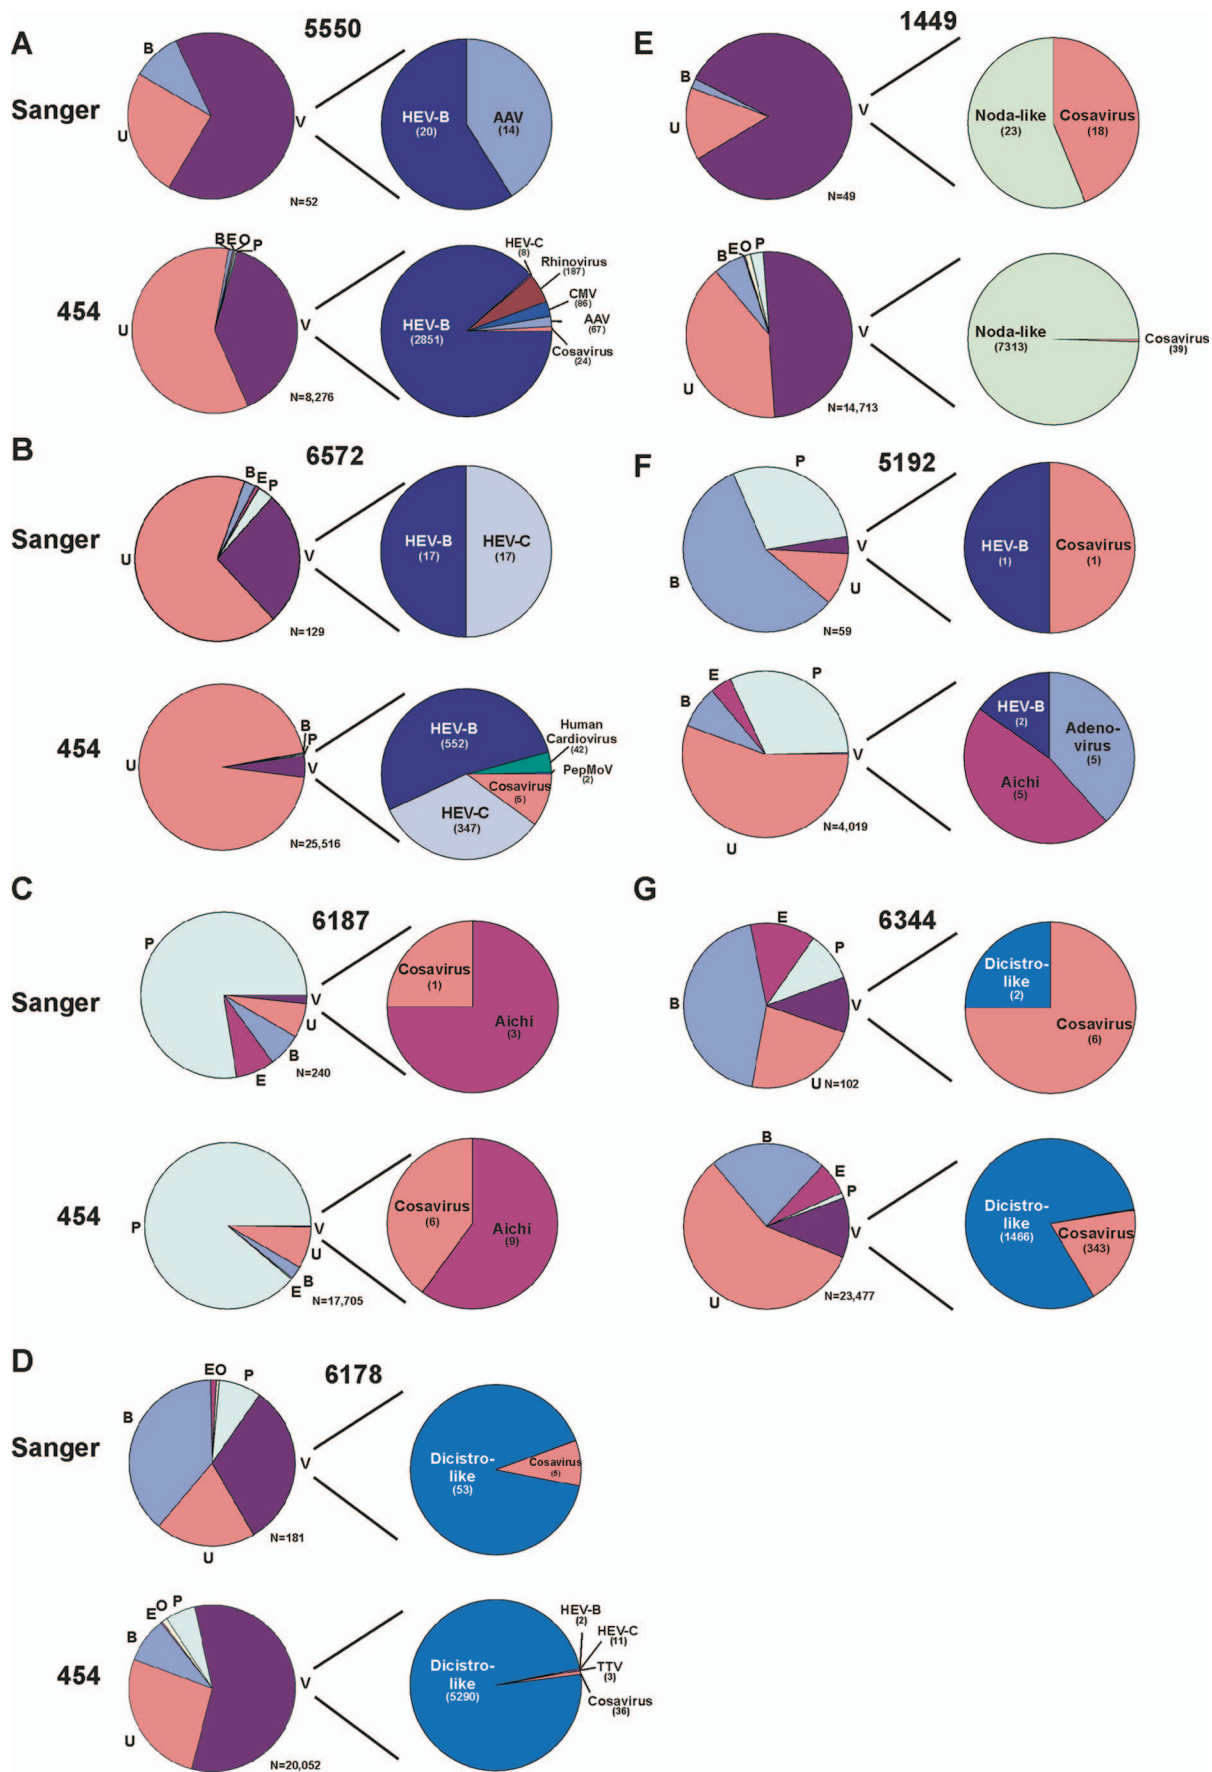 A
5550
Sanger
B
U
V
N=52
HEV-B
(20)
AAV
(14)
454
B E O P
U
V
N=8,276
HEV-B
(2851)
HEV-C
(8)
Rhinovirus
(187)
CMV
(86)
AAV
(67)
Cosavirus
(24)
B
6572
Sanger
B
E
P
U
V
N=129
HEV-B
(17)
HEV-C
(17)
454
B
P
U
V
N=25,516
HEV-B
(552)
Human
Cardiovirus
(42)
PepMoV
(2)
Cosavirus
(5)
HEV-C
(347)
C
6187
Sanger
P
V
U
B
E
N=240
Cosavirus
(1)
Aichi
(3)
454
P
V
U
B
E
N=17,705
Cosavirus
(6)
Aichi
(9)
D
6178
Sanger
E O
P
B
V
U
N=181
Dicistro-
like
(53)
Cosavirus
(5)
454
E O P
B
V
U
N=20,052
Dicistro-
like
(5290)
HEV-B
(2)
HEV-C
(11)
TTV
(3)
Cosavirus
(36)
E
1449
B
U
V
N=49
Noda-like
(23)
Cosavirus
(18)
B E O P
V
U
N=14,713
Noda-like
(7313)
Cosavirus
(39)
F
5192
P
V
B
U
N=59
HEV-B
(1)
Cosavirus
(1)
E
P
B
V
U
N=4,019
HEV-B
(2)
Adeno-
virus
(5)
Aichi
(5)
G
6344
E
P
B
V
U
N=102
Dicistro-
like
(2)
Cosavirus
(6)
B
E
P
V
U
N=23,477
Dicistro-
like
(1466)
Cosavirus
(343)